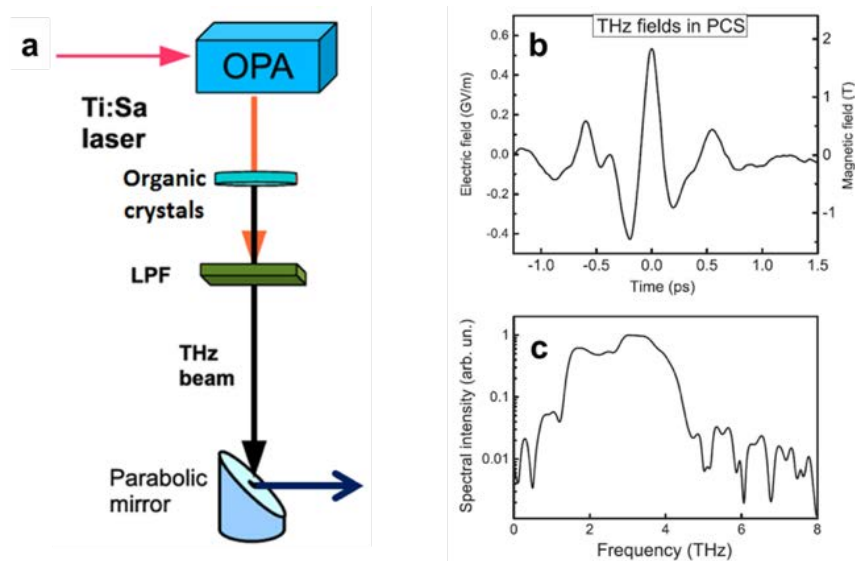 a
OPA
Ti:Sa
laser
Organic
crystals
LPF
THz
beam
Parabolic
mirror
b
THz fields in PCS
Electric field (GV/m)
0.6
0.4
0.2
0.0
-0.2
-0.4
Magnetic field (T)
2
1
0
-1
-1.0 -0.5 0.0 0.5 1.0 1.5
Time (ps)
c
Spectral intensity (arb. un.)
1
0.1
0.01
0 2 4 6 8
Frequency (THz)